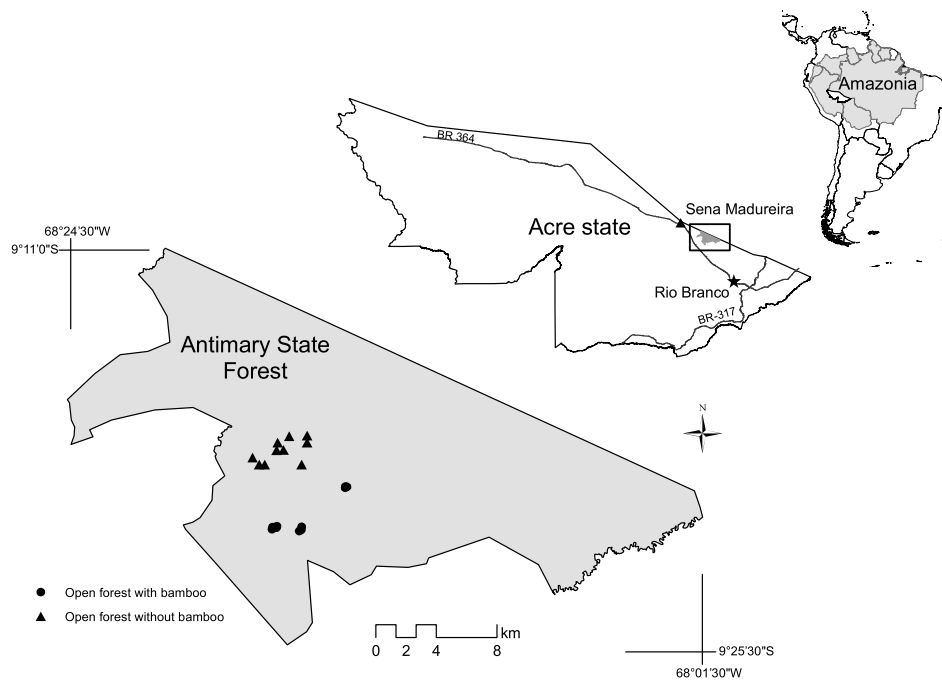 Amazonia
BR 364
Sena Madureira
Acre state
68°24'30"W
9°11'0"S
Rio Branco
BR-317
Antimary State
Forest
N
Open forest with bamboo
Open forest without bamboo
km
0 2 4 8
9°25'30"S
68°01'30"W